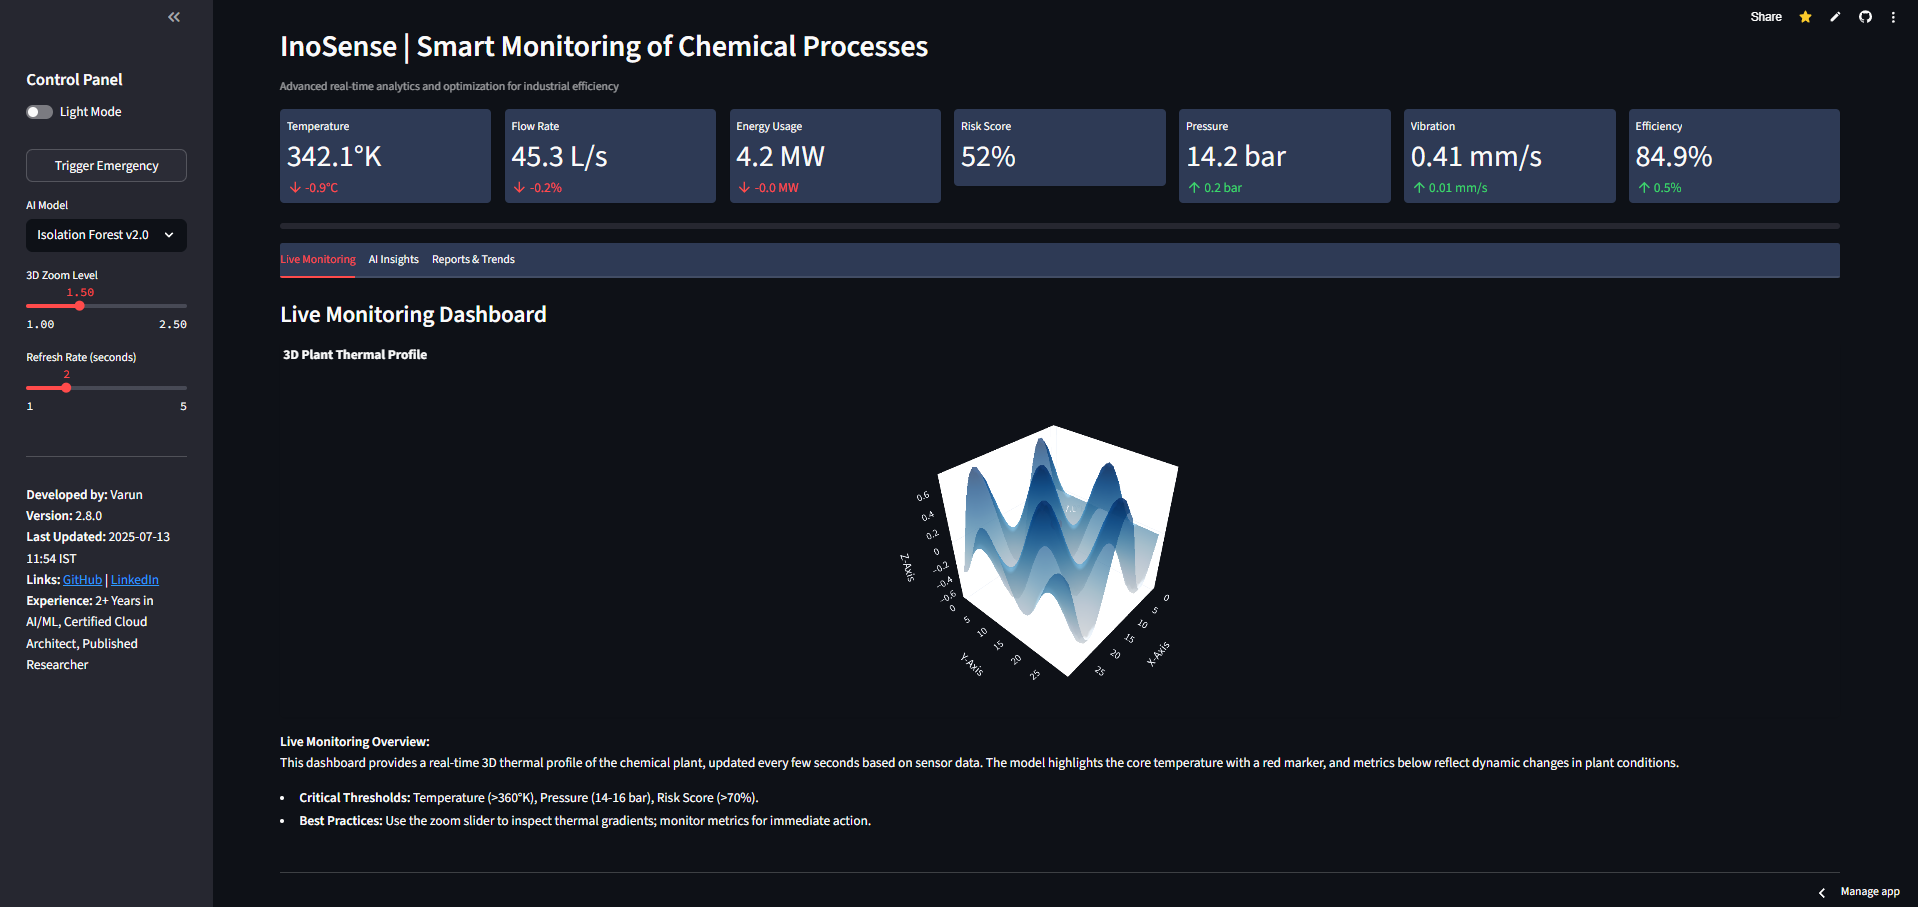 Share
InoSense | Smart Monitoring of Chemical Processes
Advanced real-time analytics and optimization for industrial efficiency
Control Panel
Light Mode
Trigger Emergency
AI Model
Isolation Forest v2.0
3D Zoom Level
1.50
1.00 2.50
Refresh Rate (seconds)
2
1 5
Developed by: Varun
Version: 2.8.0
Last Updated: 2025-07-13
11:54 IST
Links: GitHub | LinkedIn
Experience: 2+ Years in
AI/ML, Certified Cloud
Architect, Published
Researcher
Temperature
342.1°K
-0.9°C
Flow Rate
45.3 L/s
-0.2%
Energy Usage
4.2 MW
-0.0 MW
Risk Score
52%
Pressure
14.2 bar
0.2 bar
Vibration
0.41 mm/s
0.01 mm/s
Efficiency
84.9%
0.5%
Live Monitoring AI Insights Reports & Trends
Live Monitoring Dashboard
3D Plant Thermal Profile
0.6
0.4
0.2
0
−0.2
−0.4
−0.6
Z-Axis
0
5
10
15
20
25
Y-Axis
0
5
10
15
20
25
X-Axis
Live Monitoring Overview:
This dashboard provides a real-time 3D thermal profile of the chemical plant, updated every few seconds based on sensor data. The model highlights the core temperature with a red marker, and metrics below reflect dynamic changes in plant conditions.
• Critical Thresholds: Temperature (>360°K), Pressure (14-16 bar), Risk Score (>70%).
• Best Practices: Use the zoom slider to inspect thermal gradients; monitor metrics for immediate action.
Manage app